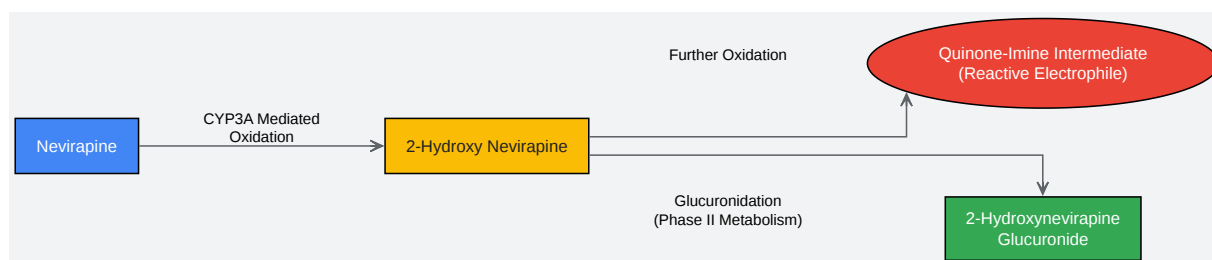 Nevirapine
CYP3A Mediated
Oxidation
2-Hydroxy Nevirapine
Further Oxidation
Quinone-Imine Intermediate
(Reactive Electrophile)
Glucuronidation
(Phase II Metabolism)
2-Hydroxynevirapine
Glucuronide